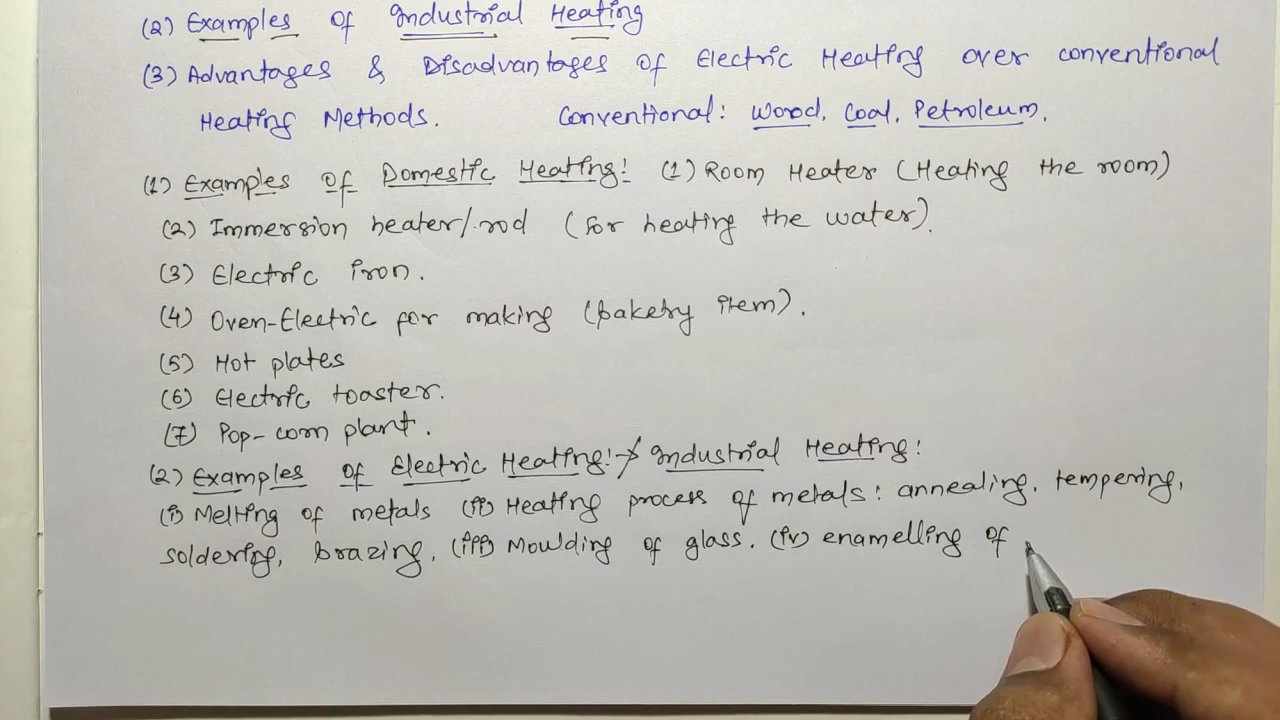 (2) Examples of Industrial Heating
(3) Advantages & Disadvantages of Electric Heating over conventional
Heating Methods. Conventional: Wood, Coal, Petroleum.
(1) Examples of Domestic Heating: (1) Room Heater (Heating the room)
(2) Immersion heater/rod (for heating the water).
(3) Electric iron.
(4) Oven-Electric for making (bakery item).
(5) Hot plates
(6) Electric toaster.
(7) Pop-corn plant.
(2) Examples of Electric Heating:→ Industrial Heating:
(i) Melting of metals (ii) Heating process of metals: annealing, tempering,
soldering, brazing, (iii) Moulding of glass. (iv) enamelling of